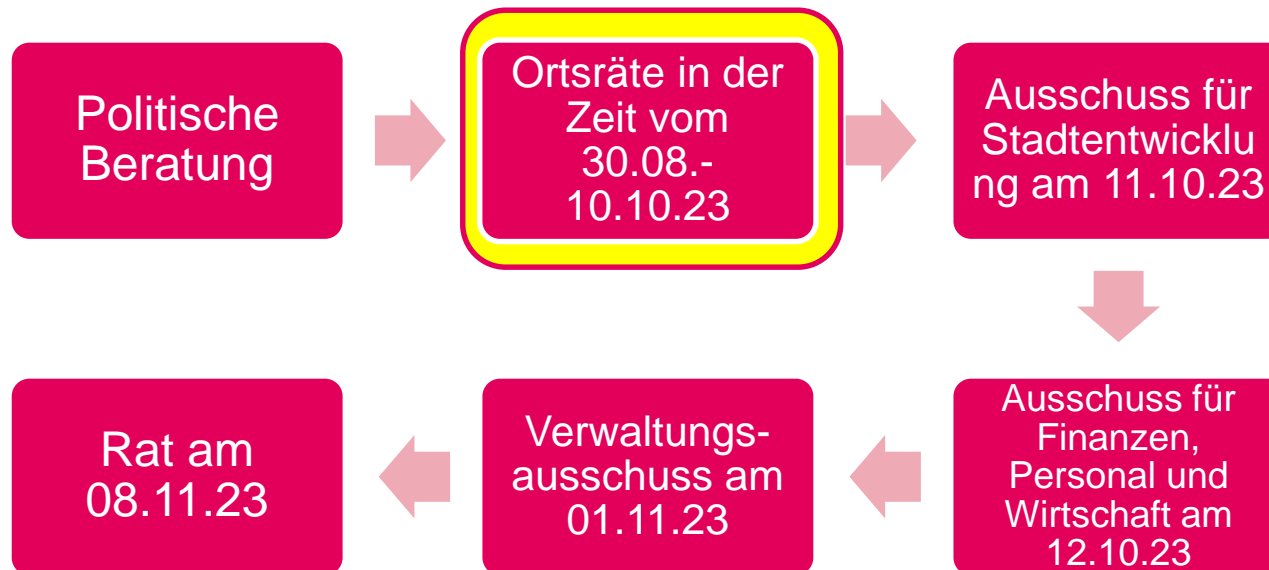 Politische
Beratung
Ortsräte in der
Zeit vom
30.08.-
10.10.23
Ausschuss für
Stadtentwicklu
ng am 11.10.23
Ausschuss für
Finanzen,
Personal und
Wirtschaft am
12.10.23
Verwaltungs-
ausschuss am
01.11.23
Rat am
08.11.23